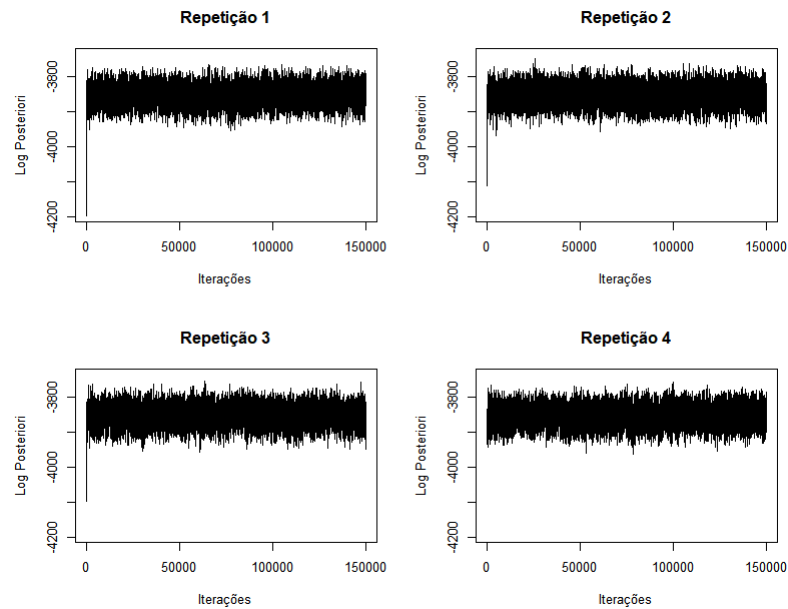 Repetição 1
Log Posteriori
-3800
-4000
-4200
0 50000 100000 150000
Iterações
Repetição 2
Log Posteriori
-3800
-4000
-4200
0 50000 100000 150000
Iterações
Repetição 3
Log Posteriori
-3800
-4000
-4200
0 50000 100000 150000
Iterações
Repetição 4
Log Posteriori
-3800
-4000
-4200
0 50000 100000 150000
Iterações